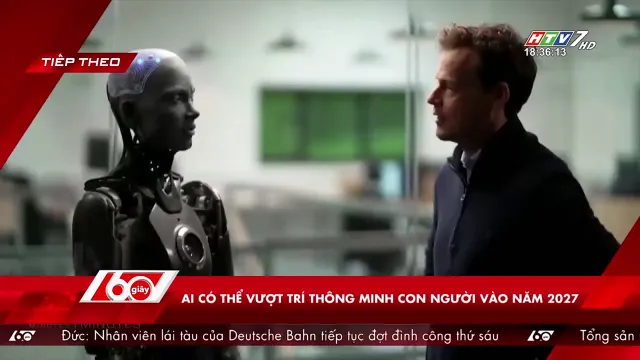 TIẾP THEO
HTV7 HD
18:36:13
60 giây
AI CÓ THỂ VƯỢT TRÍ THÔNG MINH CON NGƯỜI VÀO NĂM 2027
60 Đức: Nhân viên lái tàu của Deutsche Bahn tiếp tục đợt đình công thứ sáu 60 Tổng sản